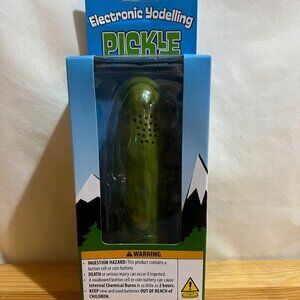 Electronic Yodelling
PICKLE
WARNING
• INGESTION HAZARD: This product contains a
button cell or coin battery.
• DEATH or serious injury can occur if ingested.
• A swallowed button cell or coin battery can cause
Internal Chemical Burns in as little as 2 hours.
• KEEP new and used batteries OUT OF REACH of
CHILDREN.